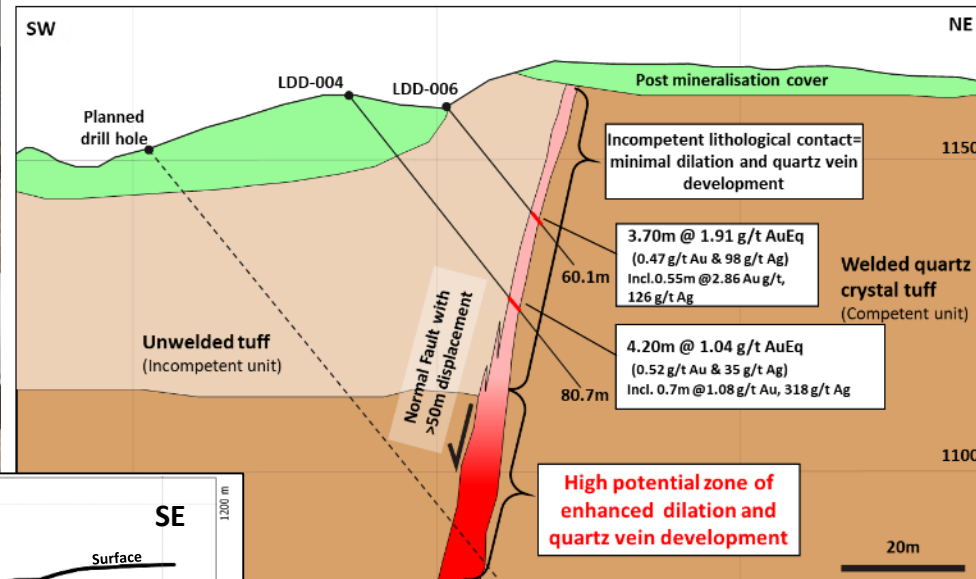 SW
NE
LDD-004
LDD-006
Planned
drill hole
Post mineralisation cover
Incompetent lithological contact=
minimal dilation and quartz vein
development
1150
3.70m @ 1.91 g/t AuEq
(0.47 g/t Au & 98 g/t Ag)
Incl.0.55m @2.86 Au g/t,
126 g/t Ag
60.1m
Welded quartz
crystal tuff
(Competent unit)
Normal Fault with
>50m displacement
Unwelded tuff
(Incompetent unit)
4.20m @ 1.04 g/t AuEq
(0.52 g/t Au & 35 g/t Ag)
Incl. 0.7m @1.08 g/t Au, 318 g/t Ag
80.7m
1100
High potential zone of
enhanced dilation and
quartz vein development
20m
SE
1200 m
Surface